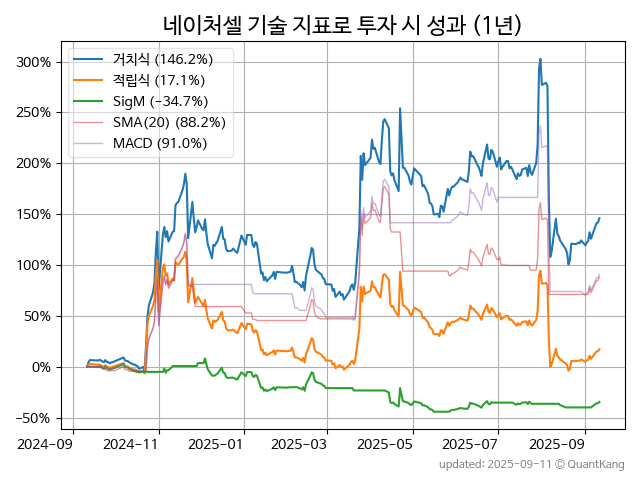 네이처셀 기술 지표로 투자 시 성과 (1년)
거치식 (146.2%)
적립식 (17.1%)
SigM (−34.7%)
SMA(20) (88.2%)
MACD (91.0%)
300%
250%
200%
150%
100%
50%
0%
−50%
2024-09 2024-11 2025-01 2025-03 2025-05 2025-07 2025-09
updated: 2025-09-11 © QuantKang